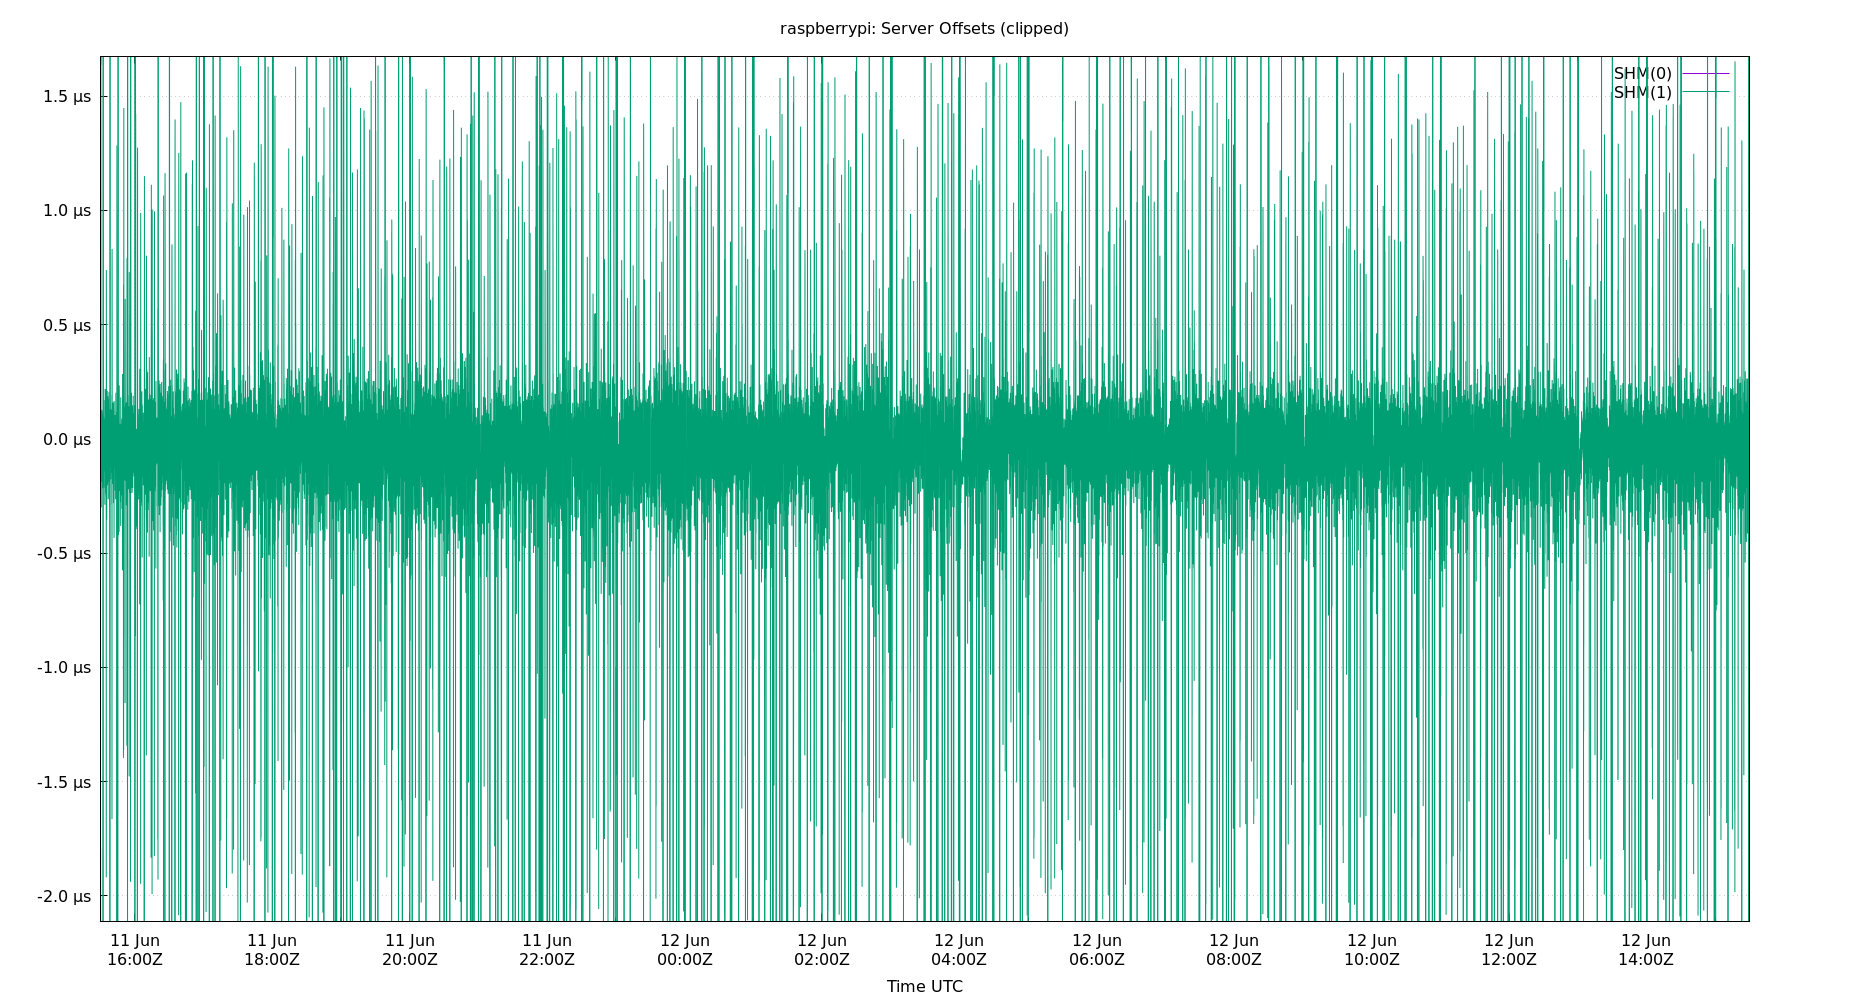 raspberrypi: Server Offsets (clipped)
SHM(0)
SHM(1)
1.5 µs
1.0 µs
0.5 µs
0.0 µs
-0.5 µs
-1.0 µs
-1.5 µs
-2.0 µs
11 Jun 11 Jun 11 Jun 11 Jun 12 Jun 12 Jun 12 Jun 12 Jun 12 Jun 12 Jun 12 Jun 12 Jun
16:00Z 18:00Z 20:00Z 22:00Z 00:00Z 02:00Z 04:00Z 06:00Z 08:00Z 10:00Z 12:00Z 14:00Z
Time UTC